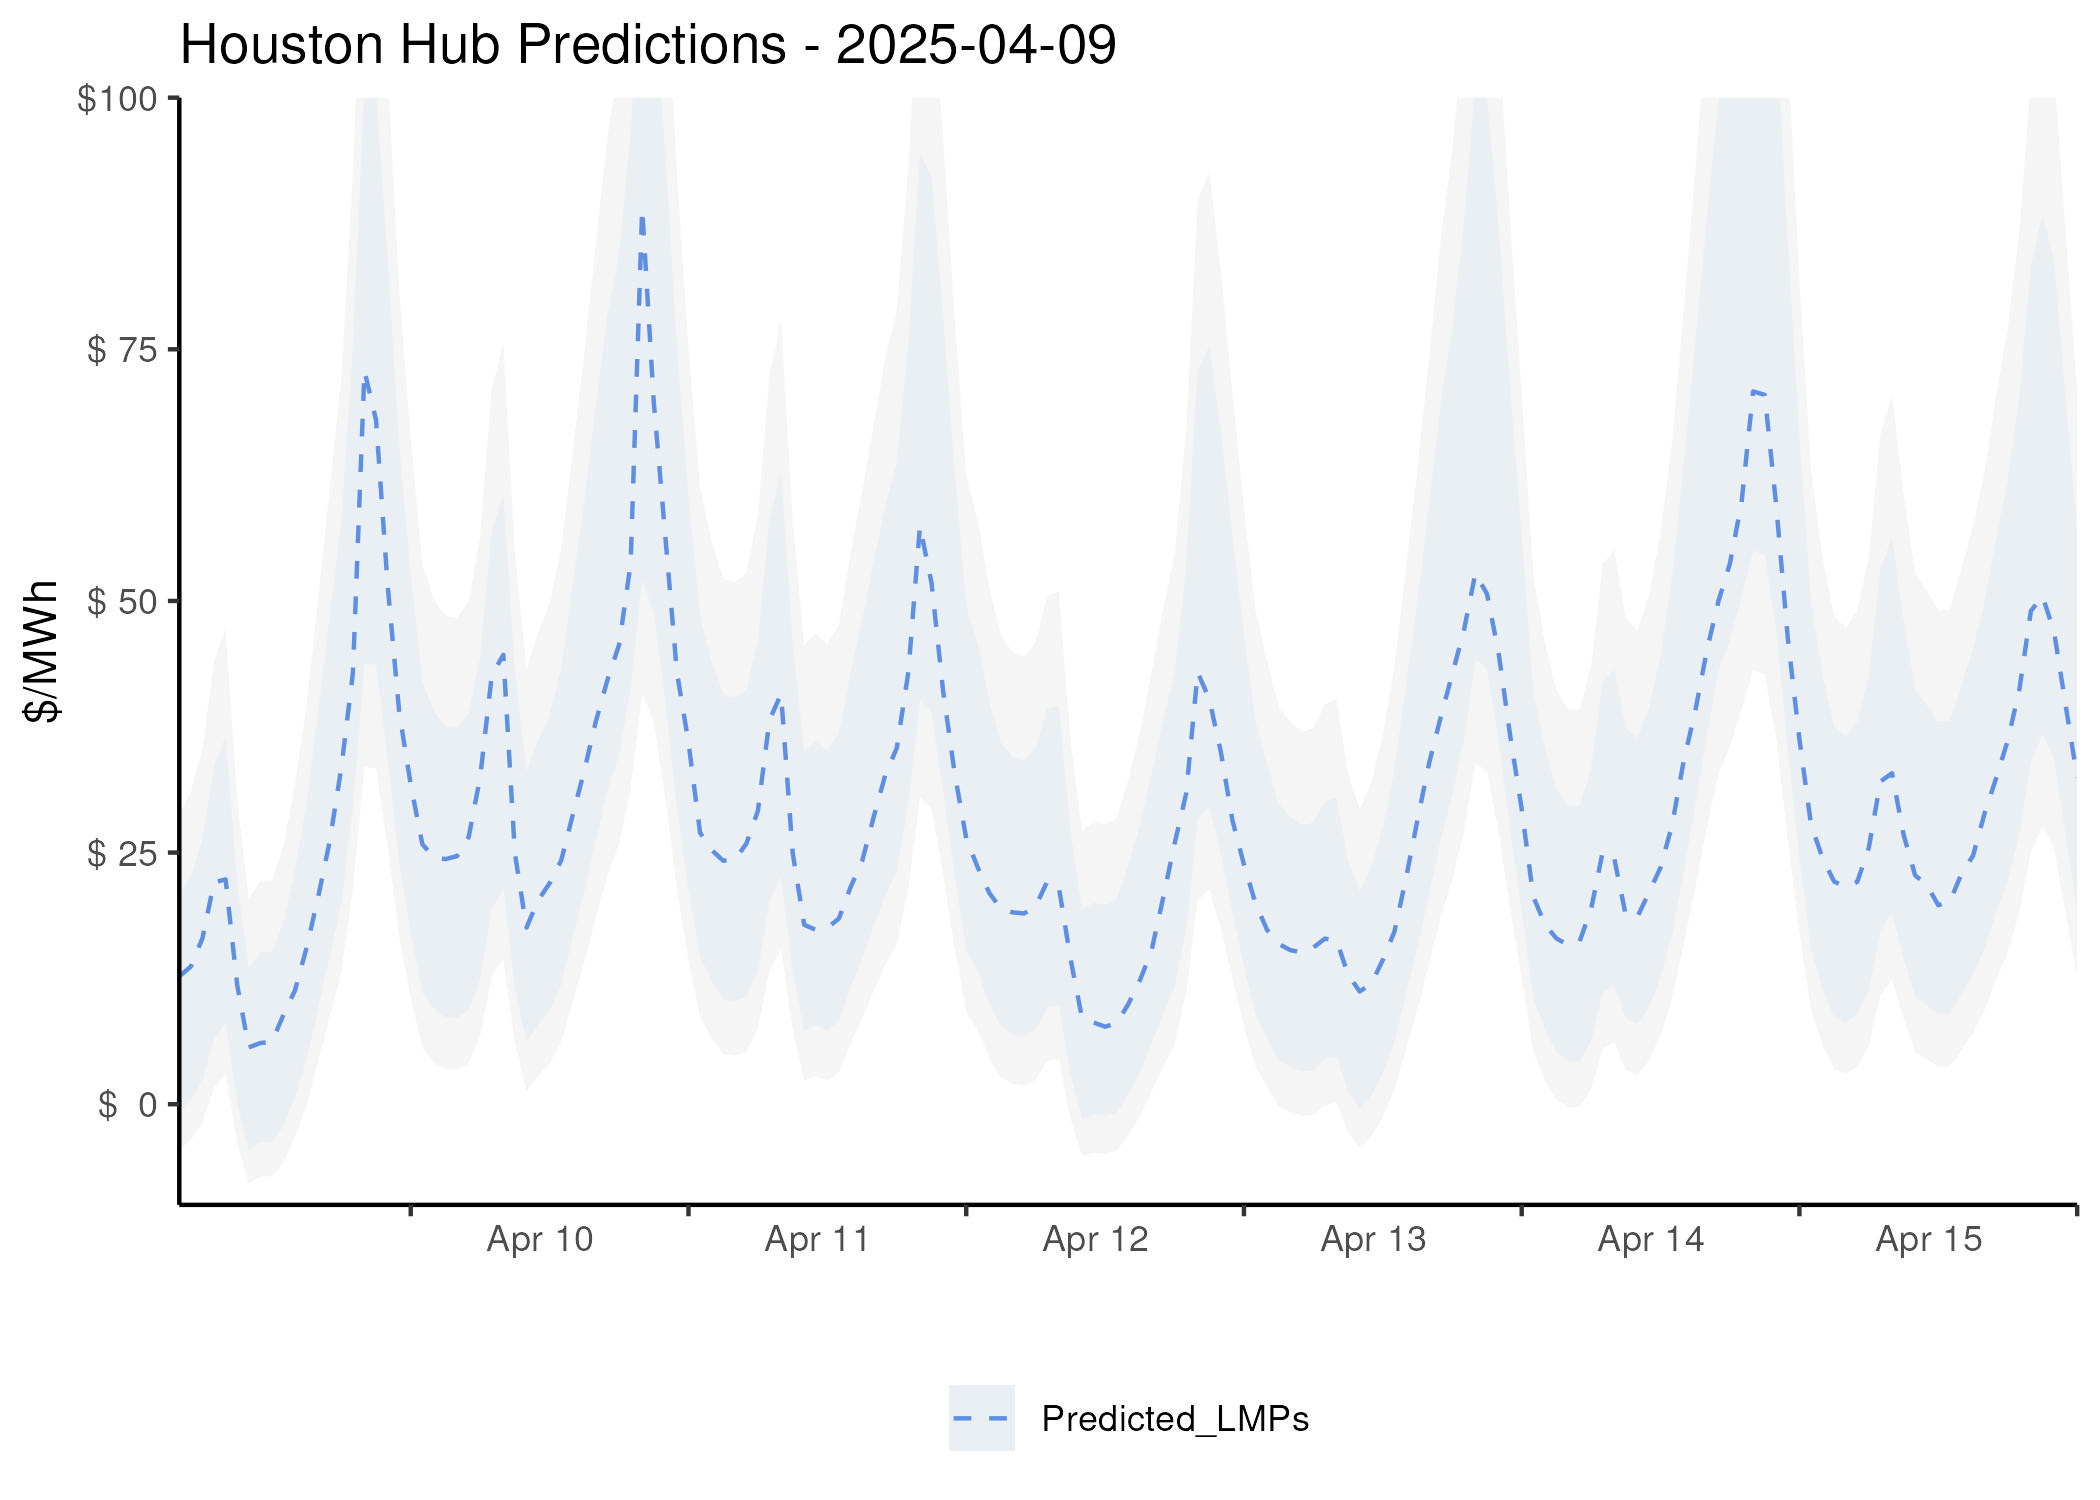 Houston Hub Predictions - 2025-04-09
$/MWh
$100
$ 75
$ 50
$ 25
$  0
Apr 10
Apr 11
Apr 12
Apr 13
Apr 14
Apr 15
Predicted_LMPs